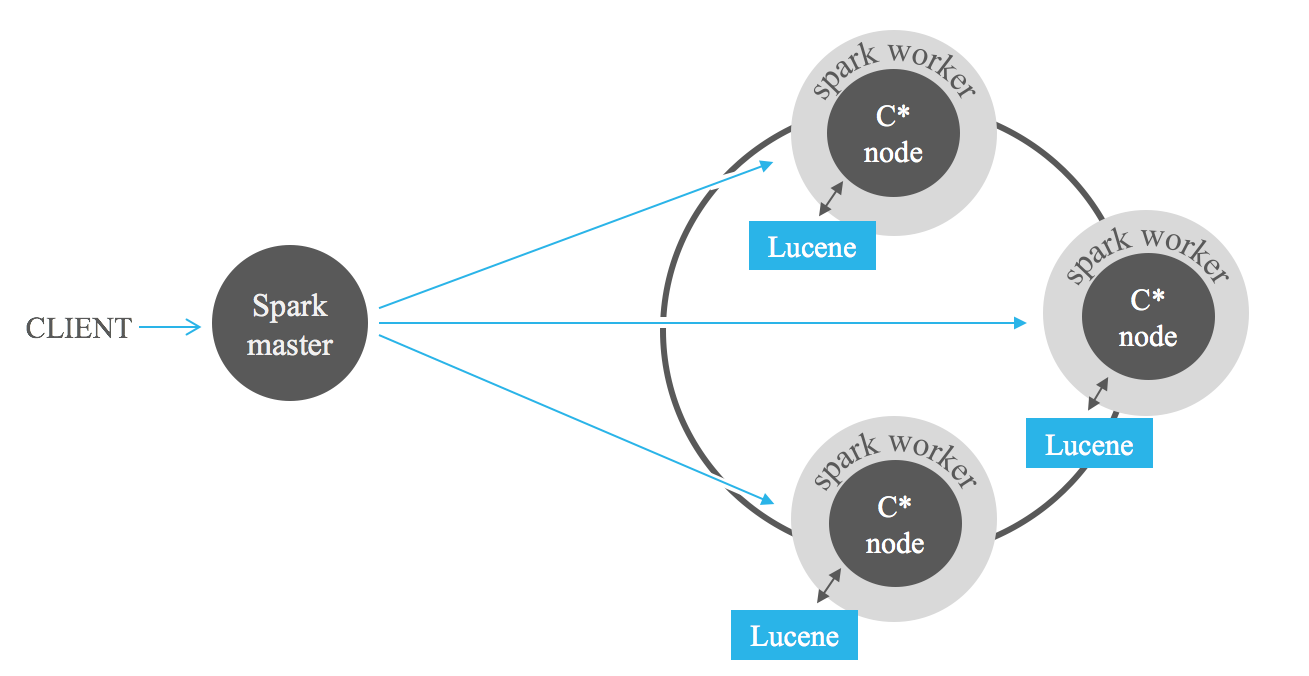 CLIENT
Spark
master
spark worker
C*
node
Lucene
spark worker
C*
node
Lucene
spark worker
C*
node
Lucene